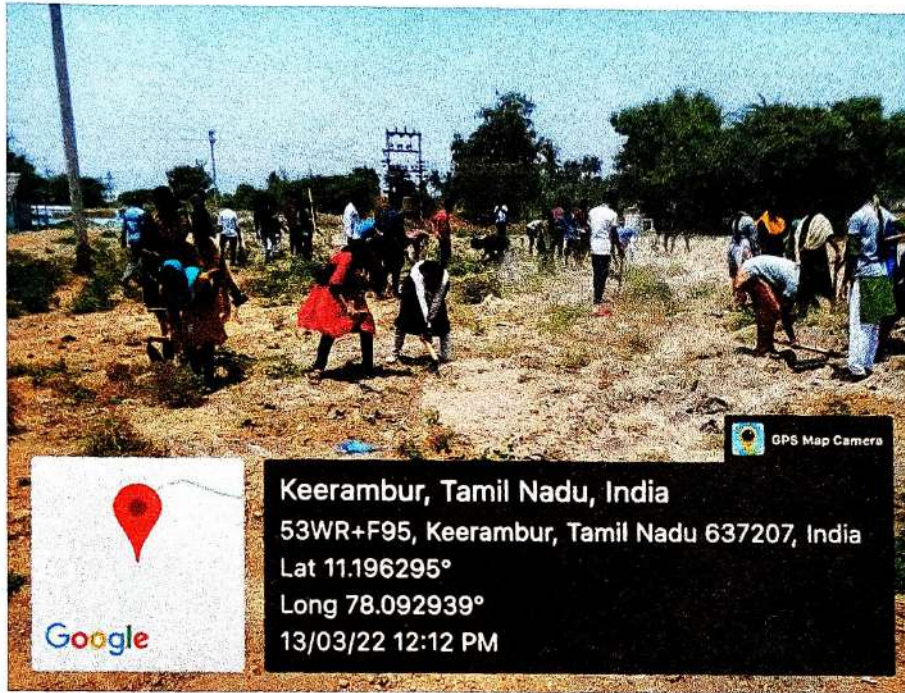 GPS Map Camera
Keerambur, Tamil Nadu, India
53WR+F95, Keerambur, Tamil Nadu 637207, India
Lat 11.196295°
Long 78.092939°
13/03/22 12:12 PM
Google